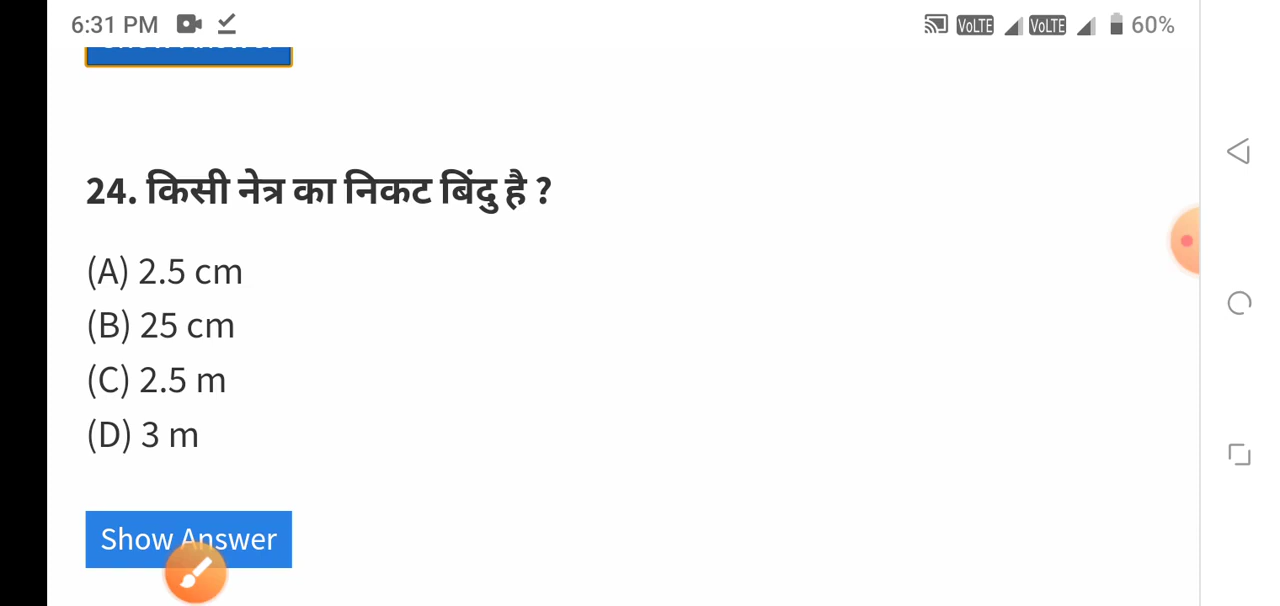 6:31 PM VoLTE VoLTE 60%
24. किसी नेत्र का निकट बिंदु है ?
(A) 2.5 cm
(B) 25 cm
(C) 2.5 m
(D) 3 m
Show Answer